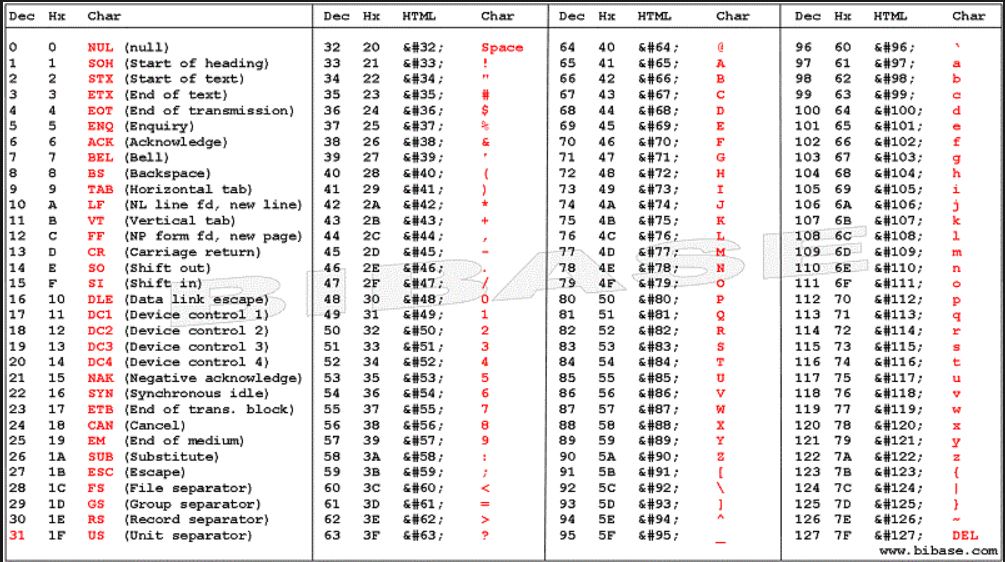 Dec Hx Char Dec Hx HTML Char Dec Hx HTML Char Dec Hx HTML Char
0 0 NUL (null) 32 20 &#32; Space 64 40 &#64; @ 96 60 &#96; `
1 1 SOH (Start of heading) 33 21 &#33; ! 65 41 &#65; A 97 61 &#97; a
2 2 STX (Start of text) 34 22 &#34; " 66 42 &#66; B 98 62 &#98; b
3 3 ETX (End of text) 35 23 &#35; # 67 43 &#67; C 99 63 &#99; c
4 4 EOT (End of transmission) 36 24 &#36; $ 68 44 &#68; D 100 64 &#100; d
5 5 ENQ (Enquiry) 37 25 &#37; % 69 45 &#69; E 101 65 &#101; e
6 6 ACK (Acknowledge) 38 26 &#38; & 70 46 &#70; F 102 66 &#102; f
7 7 BEL (Bell) 39 27 &#39; ' 71 47 &#71; G 103 67 &#103; g
8 8 BS (Backspace) 40 28 &#40; ( 72 48 &#72; H 104 68 &#104; h
9 9 TAB (Horizontal tab) 41 29 &#41; ) 73 49 &#73; I 105 69 &#105; i
10 A LF (NL line fd, new line) 42 2A &#42; * 74 4A &#74; J 106 6A &#106; j
11 B VT (Vertical tab) 43 2B &#43; + 75 4B &#75; K 107 6B &#107; k
12 C FF (NP form fd, new page) 44 2C &#44; , 76 4C &#76; L 108 6C &#108; l
13 D CR (Carriage return) 45 2D &#45; - 77 4D &#77; M 109 6D &#109; m
14 E SO (Shift out) 46 2E &#46; . 78 4E &#78; N 110 6E &#110; n
15 F SI (Shift in) 47 2F &#47; / 79 4F &#79; O 111 6F &#111; o
16 10 DLE (Data link escape) 48 30 &#48; 0 80 50 &#80; P 112 70 &#112; p
17 11 DC1 (Device control 1) 49 31 &#49; 1 81 51 &#81; Q 113 71 &#113; q
18 12 DC2 (Device control 2) 50 32 &#50; 2 82 52 &#82; R 114 72 &#114; r
19 13 DC3 (Device control 3) 51 33 &#51; 3 83 53 &#83; S 115 73 &#115; s
20 14 DC4 (Device control 4) 52 34 &#52; 4 84 54 &#84; T 116 74 &#116; t
21 15 NAK (Negative acknowledge) 53 35 &#53; 5 85 55 &#85; U 117 75 &#117; u
22 16 SYN (Synchronous idle) 54 36 &#54; 6 86 56 &#86; V 118 76 &#118; v
23 17 ETB (End of trans. block) 55 37 &#55; 7 87 57 &#87; W 119 77 &#119; w
24 18 CAN (Cancel) 56 38 &#56; 8 88 58 &#88; X 120 78 &#120; x
25 19 EM (End of medium) 57 39 &#57; 9 89 59 &#89; Y 121 79 &#121; y
26 1A SUB (Substitute) 58 3A &#58; : 90 5A &#90; Z 122 7A &#122; z
27 1B ESC (Escape) 59 3B &#59; ; 91 5B &#91; [ 123 7B &#123; {
28 1C FS (File separator) 60 3C &#60; < 92 5C &#92; \ 124 7C &#124; |
29 1D GS (Group separator) 61 3D &#61; = 93 5D &#93; ] 125 7D &#125; }
30 1E RS (Record separator) 62 3E &#62; > 94 5E &#94; ^ 126 7E &#126; ~
31 1F US (Unit separator) 63 3F &#63; ? 95 5F &#95; _ 127 7F &#127; DEL
www.bibase.com
BIBASE